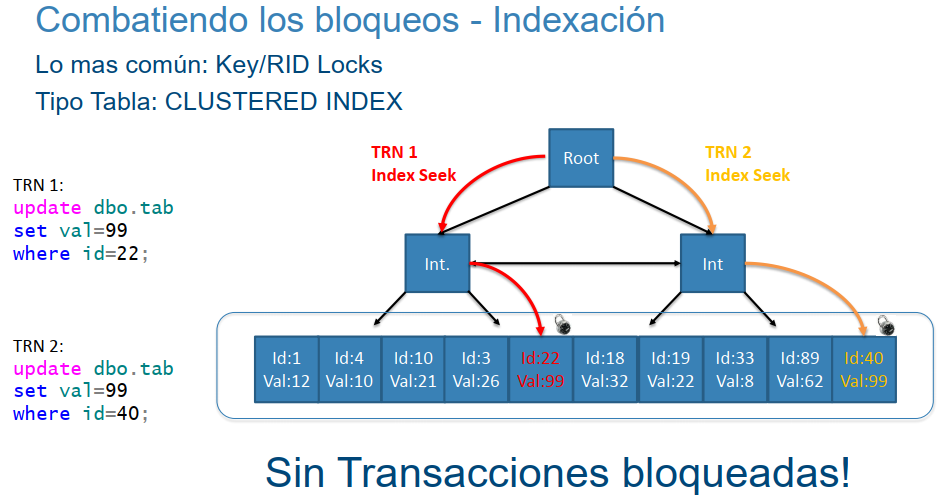 Combatiendo los bloqueos - Indexación
Lo mas común: Key/RID Locks
Tipo Tabla: CLUSTERED INDEX
TRN 1:
update dbo.tab
set val=99
where id=22;
TRN 2:
update dbo.tab
set val=99
where id=40;
TRN 1
Index Seek
Root
TRN 2
Index Seek
Int.
Int
Id:1
Val:12
Id:4
Val:10
Id:10
Val:21
Id:3
Val:26
Id:22
Val:99
Id:18
Val:32
Id:19
Val:22
Id:33
Val:8
Id:89
Val:62
Id:40
Val:99
Sin Transacciones bloqueadas!